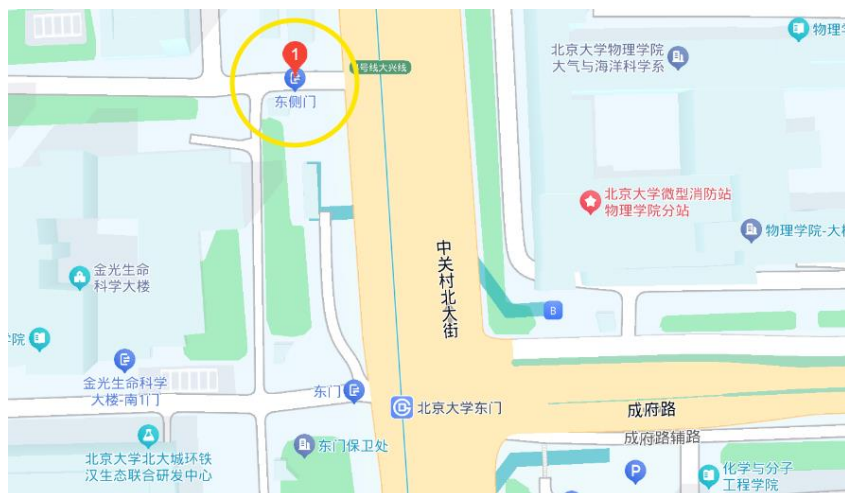 1
东侧门
号线大兴线
物理学
北京大学物理学院
大气与海洋科学系
北京大学微型消防站
物理学院分站
物理学院-大楼
中关村北大街
金光生命
科学大楼
学院
B
金光生命科学
大楼-南1门
东门
北京大学东门
成府路
成府路辅路
北京大学北大城环铁
汉生态联合研发中心
东门保卫处
P
化学与分子
工程学院